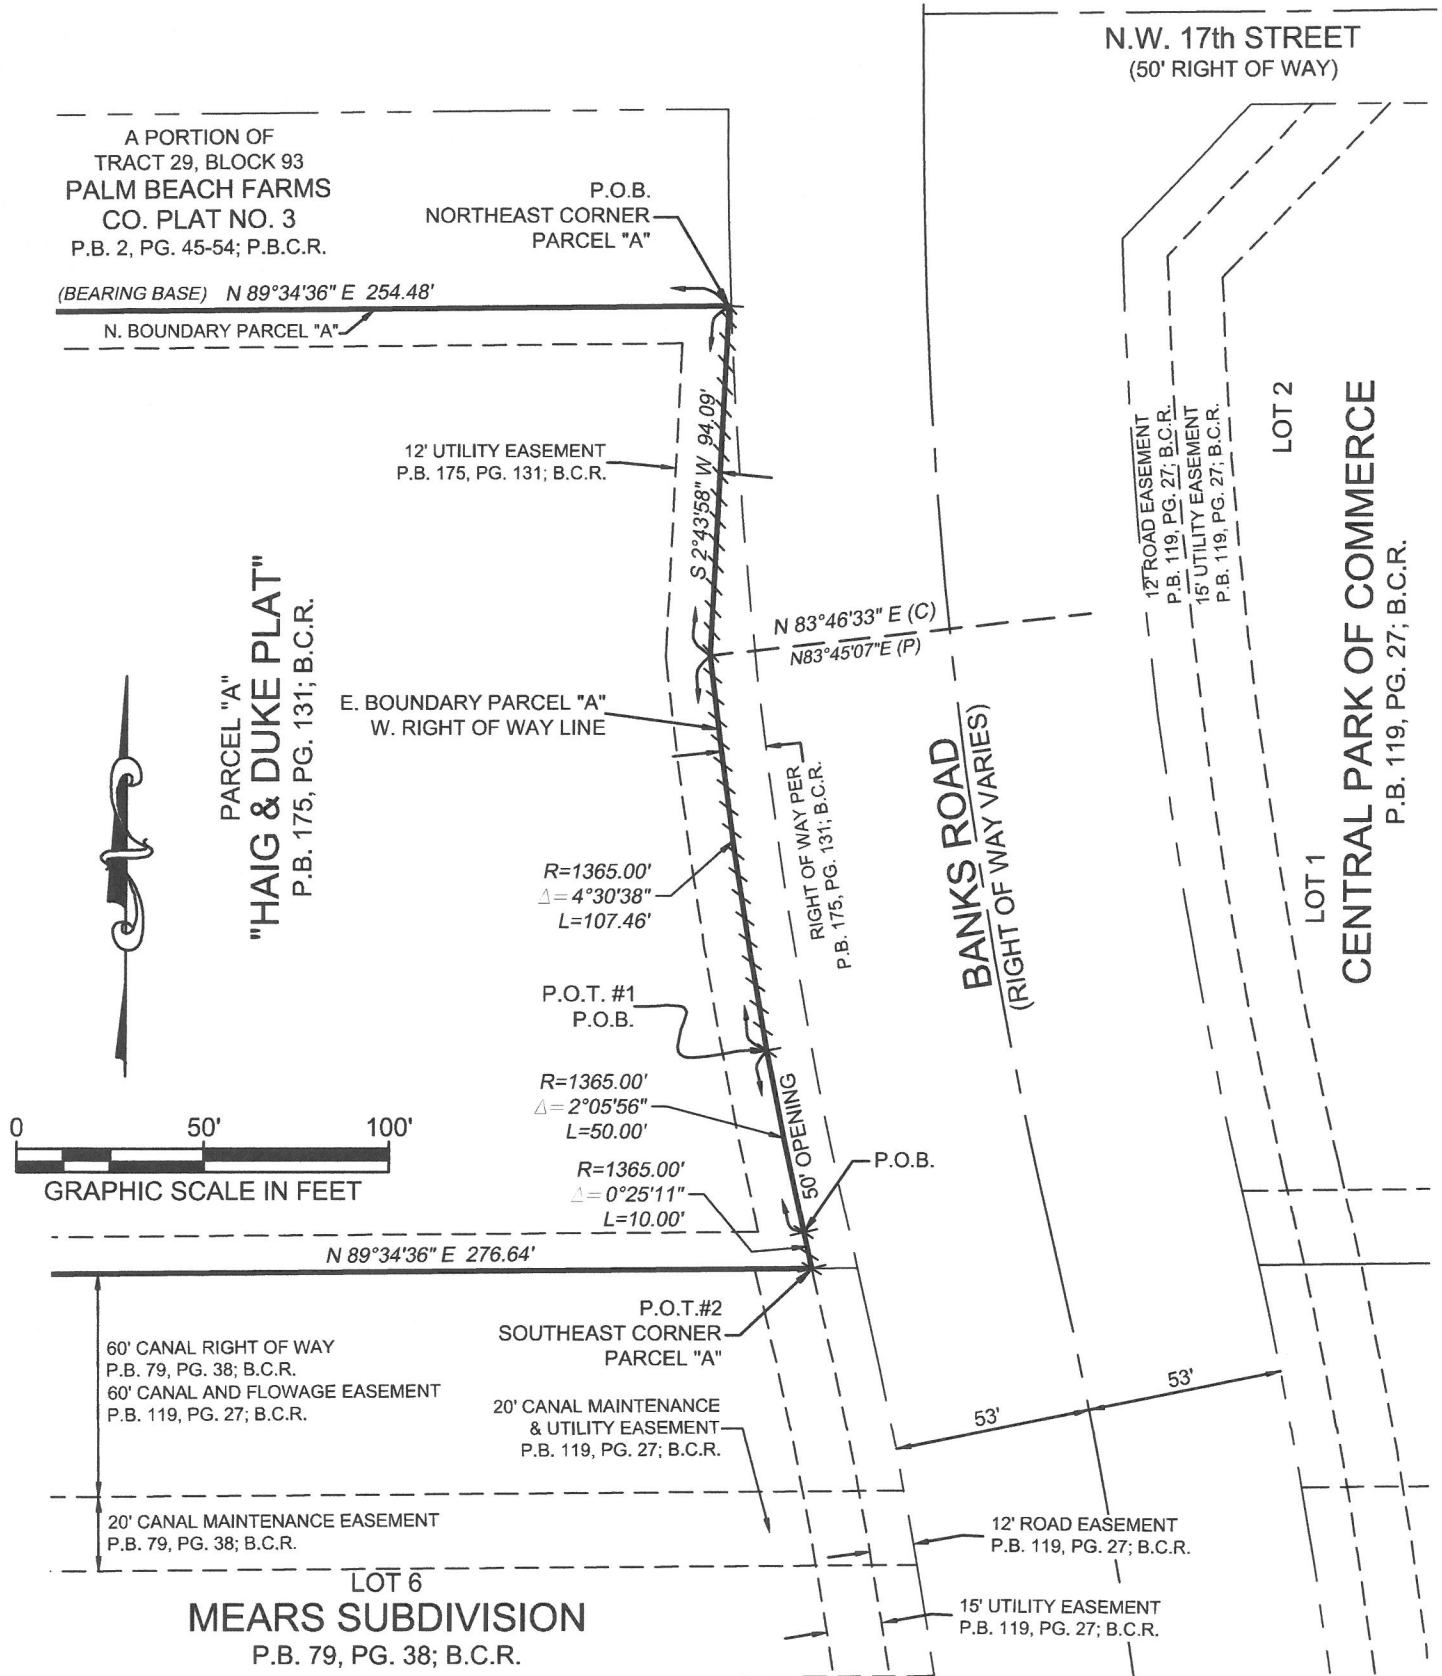 N.W. 17th STREET
(50' RIGHT OF WAY)
A PORTION OF
TRACT 29, BLOCK 93
PALM BEACH FARMS
CO. PLAT NO. 3
P.B. 2, PG. 45-54; P.B.C.R.
P.O.B.
NORTHEAST CORNER
PARCEL "A"
(BEARING BASE) N 89°34'36" E 254.48'
N. BOUNDARY PARCEL "A"
12' UTILITY EASEMENT
P.B. 175, PG. 131; B.C.R.
S 2°43'58" W 94.09'
12' ROAD EASEMENT
P.B. 119, PG. 27; B.C.R.
15' UTILITY EASEMENT
P.B. 119, PG. 27; B.C.R.
LOT 2
CENTRAL PARK OF COMMERCE
P.B. 119, PG. 27; B.C.R.
LOT 1
N 83°46'33" E (C)
N83°45'07"E (P)
PARCEL "A"
"HAIG & DUKE PLAT"
P.B. 175, PG. 131; B.C.R.
E. BOUNDARY PARCEL "A"
W. RIGHT OF WAY LINE
RIGHT OF WAY PER
P.B. 175, PG. 131; B.C.R.
BANKS ROAD
(RIGHT OF WAY VARIES)
R=1365.00'
Δ=4°30'38"
L=107.46'
P.O.T. #1
P.O.B.
R=1365.00'
Δ=2°05'56"
L=50.00'
50' OPENING
P.O.B.
0 50' 100'
GRAPHIC SCALE IN FEET
R=1365.00'
Δ=0°25'11"
L=10.00'
N 89°34'36" E 276.64'
P.O.T.#2
SOUTHEAST CORNER
PARCEL "A"
60' CANAL RIGHT OF WAY
P.B. 79, PG. 38; B.C.R.
60' CANAL AND FLOWAGE EASEMENT
P.B. 119, PG. 27; B.C.R.
20' CANAL MAINTENANCE
& UTILITY EASEMENT
P.B. 119, PG. 27; B.C.R.
53'
53'
20' CANAL MAINTENANCE EASEMENT
P.B. 79, PG. 38; B.C.R.
12' ROAD EASEMENT
P.B. 119, PG. 27; B.C.R.
15' UTILITY EASEMENT
P.B. 119, PG. 27; B.C.R.
LOT 6
MEARS SUBDIVISION
P.B. 79, PG. 38; B.C.R.